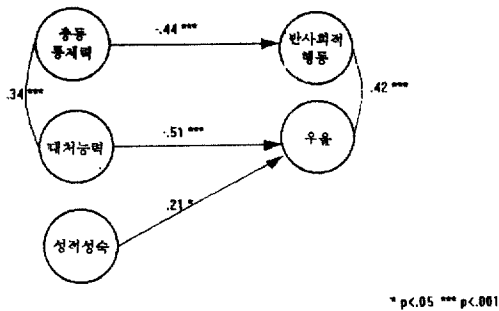 충동
통제력
-.44 ***
반사회적
행동
.34 ***
.42 ***
대처능력
-.51 ***
우울
.21 *
성적성숙
* p<.05 *** p<.001